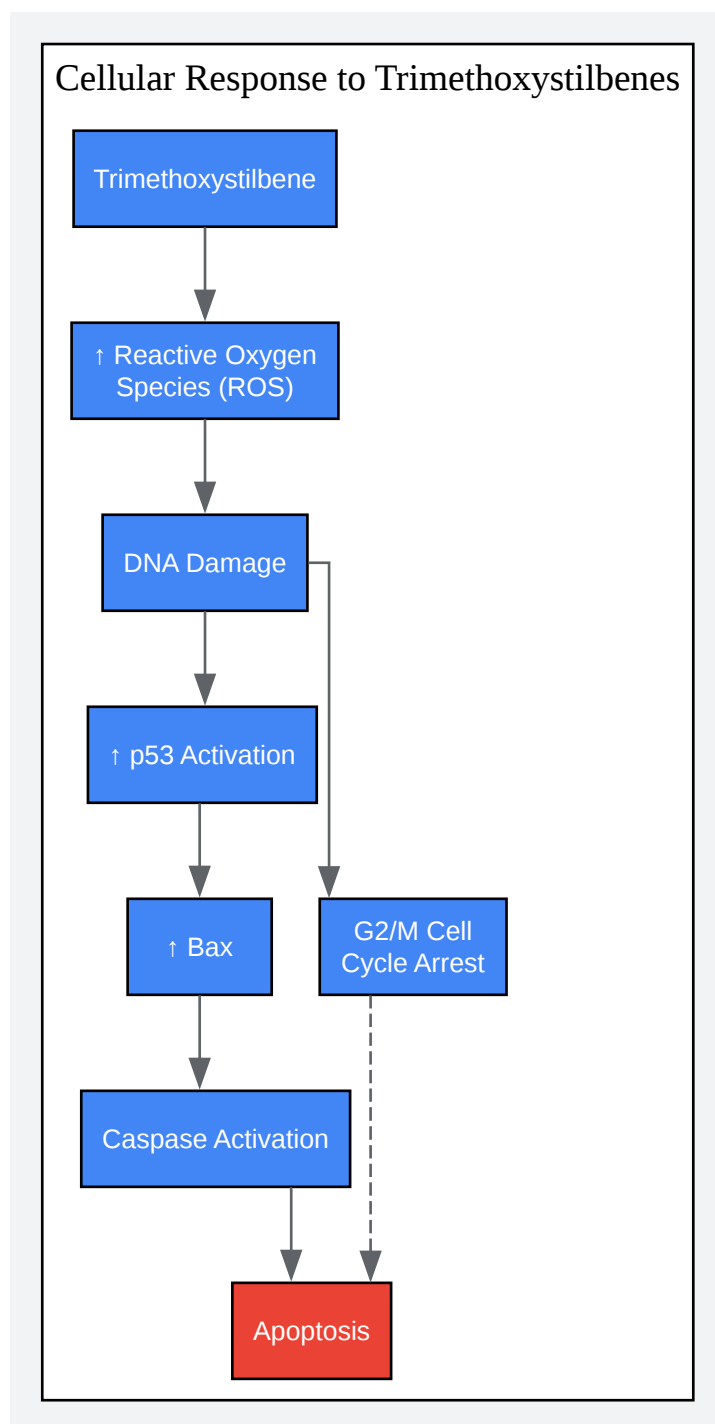 Cellular Response to Trimethoxystilbenes
Trimethoxystilbene
↑ Reactive Oxygen
Species (ROS)
DNA Damage
↑ p53 Activation
↑ Bax
G2/M Cell
Cycle Arrest
Caspase Activation
Apoptosis